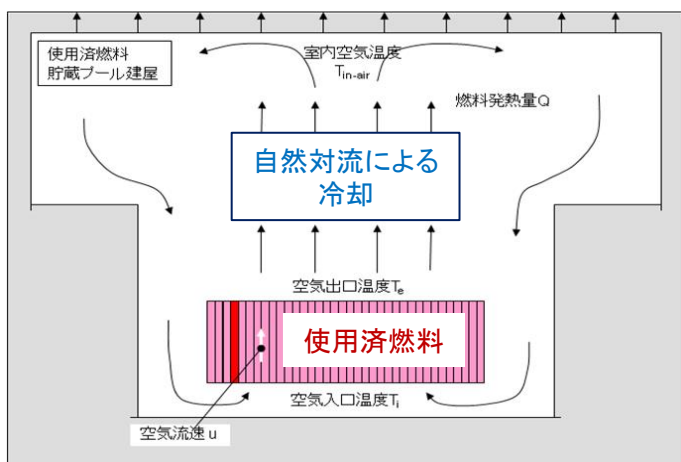 使用済燃料
貯蔵プール建屋
室内空気温度
Tin-air
燃料発熱量Q
自然対流による
冷却
空気出口温度Te
使用済燃料
空気入口温度Ti
空気流速u